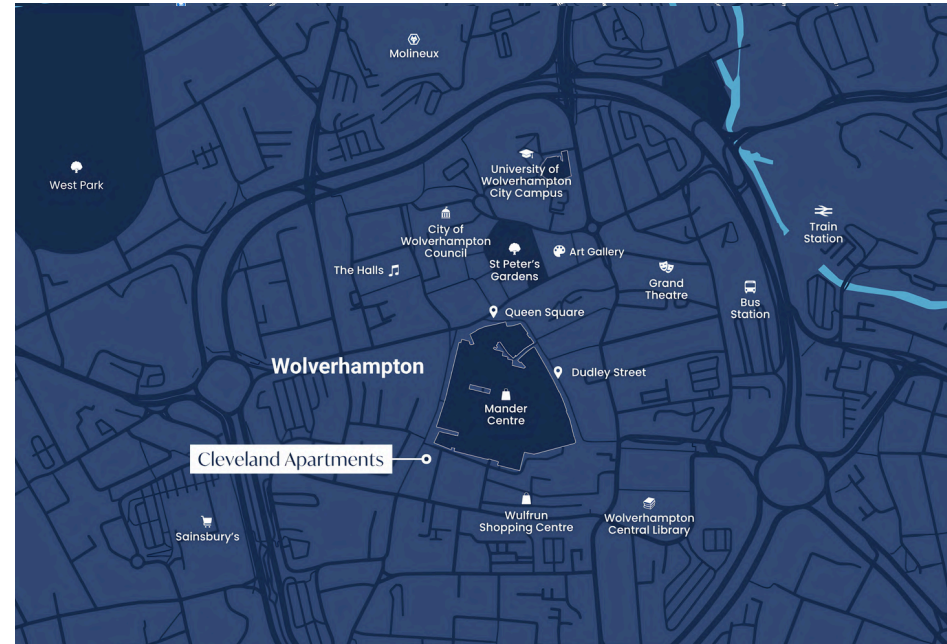 Molineux
West Park
University of
Wolverhampton
City Campus
City of
Wolverhampton
Council
St Peter's
Gardens
Art Gallery
Train
Station
The Halls
Grand
Theatre
Bus
Station
Queen Square
Wolverhampton
Dudley Street
Mander
Centre
Cleveland Apartments
Sainsbury's
Wulfrun
Shopping Centre
Wolverhampton
Central Library